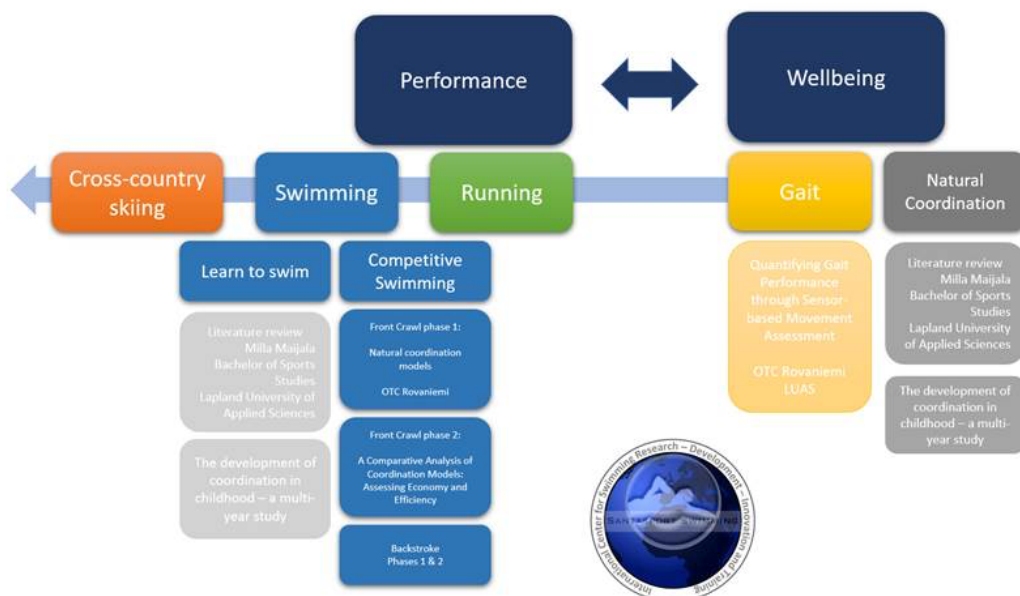 Performance
Wellbeing
Cross-country
skiing
Swimming
Running
Gait
Natural
Coordination
Learn to swim
Competitive
Swimming
Literature review
Milla Maijala
Bachelor of Sports
Studies
Lapland University of
Applied Sciences
The development of
coordination in
childhood – a multi-
year study
Front Crawl phase 1:
Natural coordination
models
OTC Rovaniemi
Front Crawl phase 2:
A Comparative Analysis of
Coordination Models:
Assessing Economy and
Efficiency
Backstroke
Phases 1 & 2
Quantifying Gait
Performance
through Sensor-
based Movement
Assessment
OTC Rovaniemi
LUAS
Literature review
Milla Maijala
Bachelor of Sports
Studies
Lapland University
of Applied Sciences
The development of
coordination in
childhood – a multi-
year study
International Center for Swimming Research – Development – Innovation and Training
Santasport Swimming